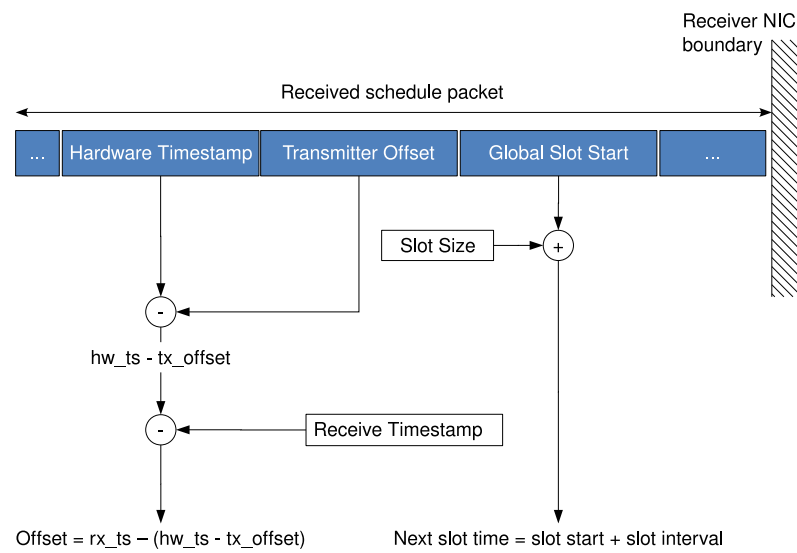 Receiver NIC
boundary
Received schedule packet
... Hardware Timestamp Transmitter Offset Global Slot Start ...
Slot Size
+
-
hw_ts - tx_offset
-
Receive Timestamp
Offset = rx_ts – (hw_ts - tx_offset)
Next slot time = slot start + slot interval